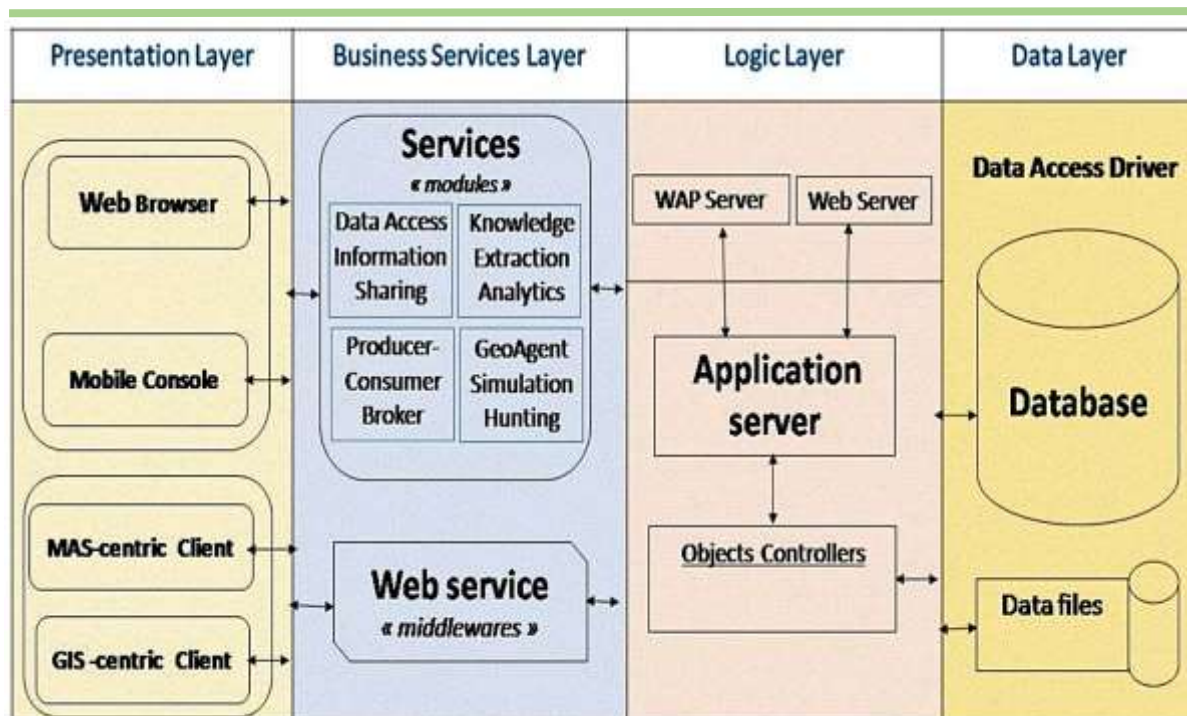 Presentation Layer
Business Services Layer
Logic Layer
Data Layer
Web Browser
Mobile Console
MAS-centric Client
GIS -centric Client
Services
« modules »
Data Access
Information
Sharing
Knowledge
Extraction
Analytics
Producer-
Consumer
Broker
GeoAgent
Simulation
Hunting
Web service
« middlewares »
WAP Server
Web Server
Application
server
Objects Controllers
Data Access Driver
Database
Data files